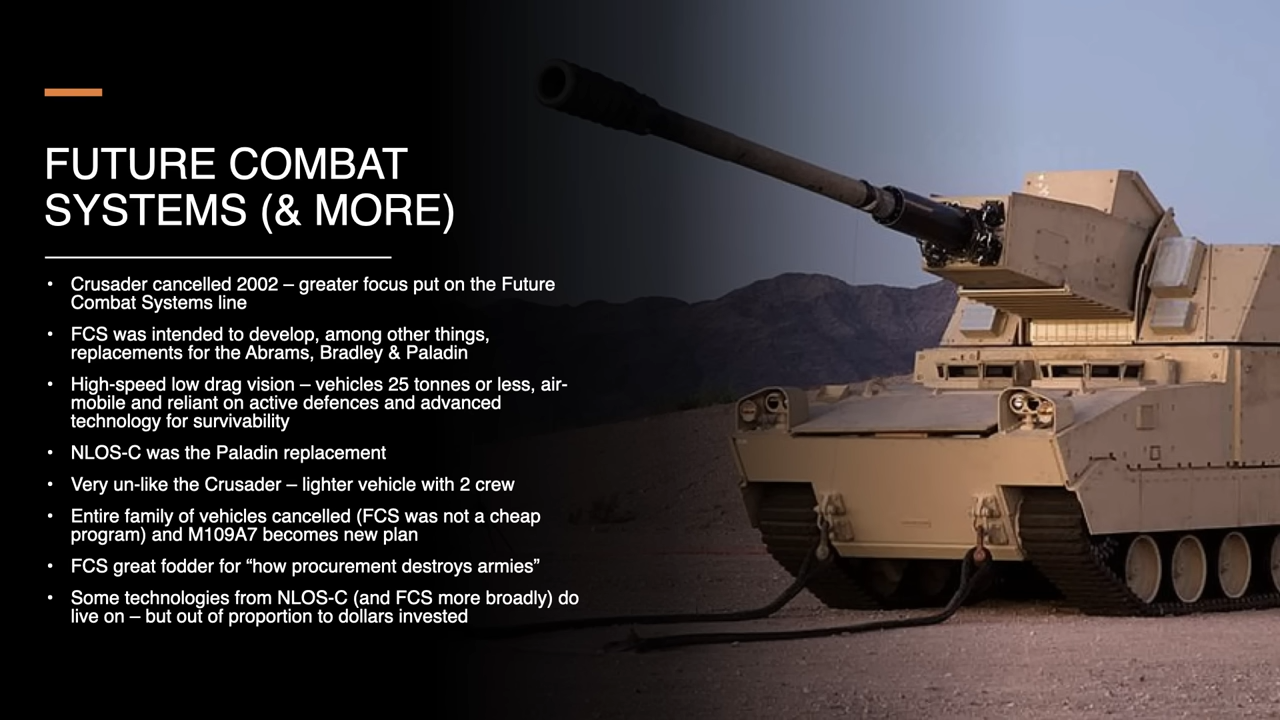 FUTURE COMBAT
SYSTEMS (& MORE)
• Crusader cancelled 2002 – greater focus put on the Future
Combat Systems line
• FCS was intended to develop, among other things,
replacements for the Abrams, Bradley & Paladin
• High-speed low drag vision – vehicles 25 tonnes or less, air-
mobile and reliant on active defences and advanced
technology for survivability
• NLOS-C was the Paladin replacement
• Very un-like the Crusader – lighter vehicle with 2 crew
• Entire family of vehicles cancelled (FCS was not a cheap
program) and M109A7 becomes new plan
• FCS great fodder for “how procurement destroys armies”
• Some technologies from NLOS-C (and FCS more broadly) do
live on – but out of proportion to dollars invested